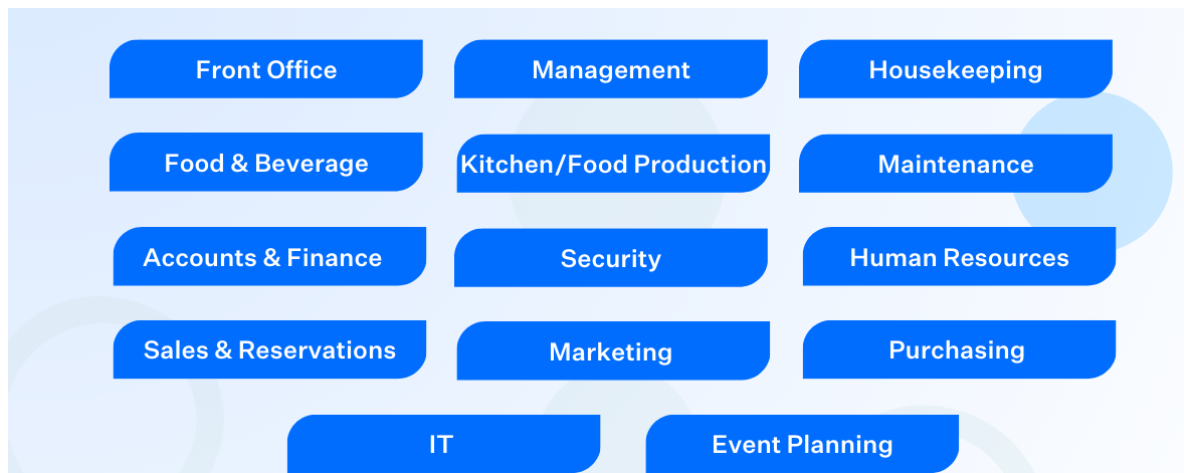 Front Office
Management
Housekeeping
Food & Beverage
Kitchen/Food Production
Maintenance
Accounts & Finance
Security
Human Resources
Sales & Reservations
Marketing
Purchasing
IT
Event Planning